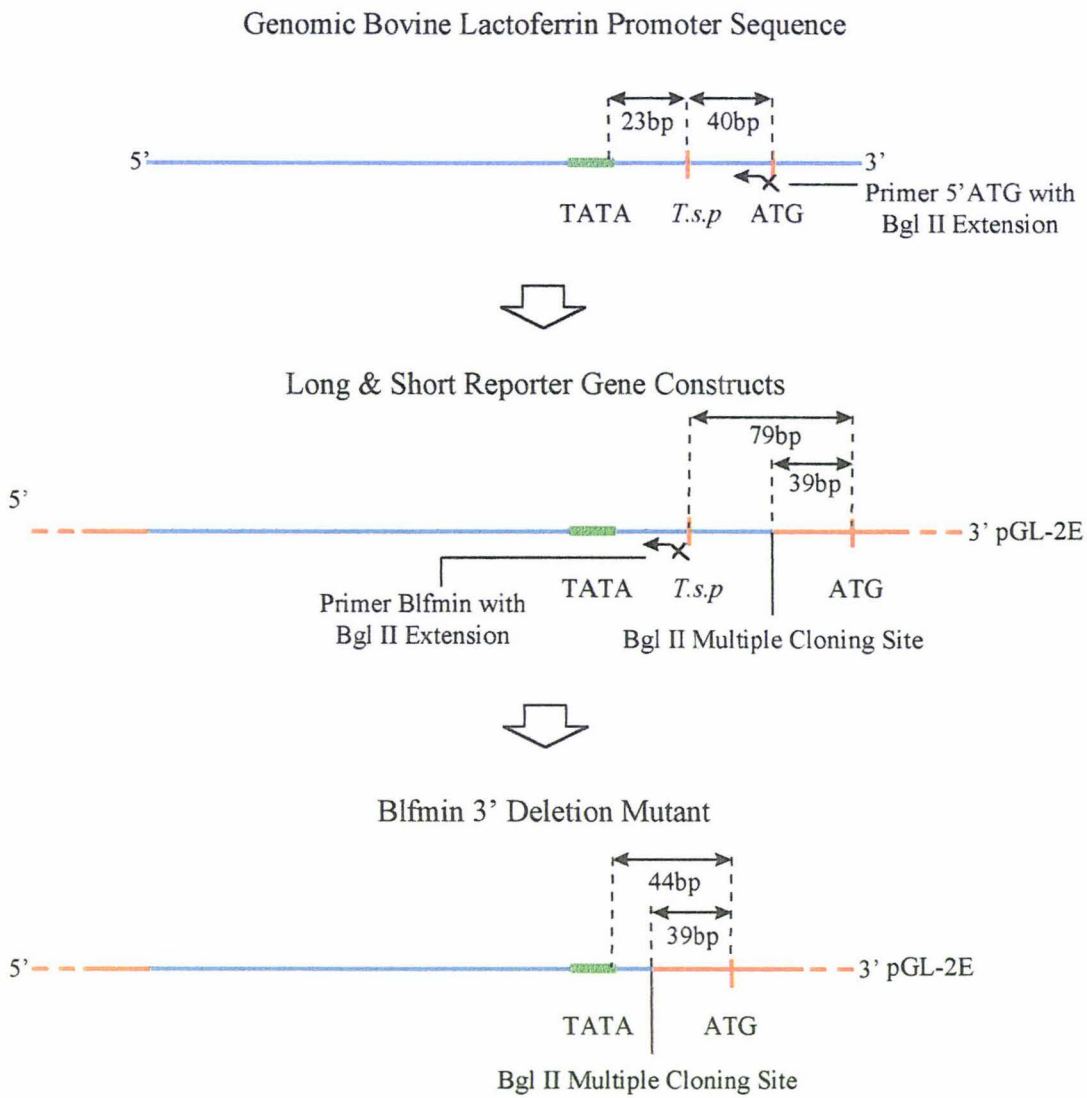 Genomic Bovine Lactoferrin Promoter Sequence
23bp
40bp
5’
3’
TATA
T.s.p
ATG
Primer 5’ATG with
Bgl II Extension
Long & Short Reporter Gene Constructs
79bp
39bp
5’
3’ pGL-2E
TATA
T.s.p
ATG
Primer Blfmin with
Bgl II Extension
Bgl II Multiple Cloning Site
Blfmin 3’ Deletion Mutant
44bp
39bp
5’
3’ pGL-2E
TATA
ATG
Bgl II Multiple Cloning Site